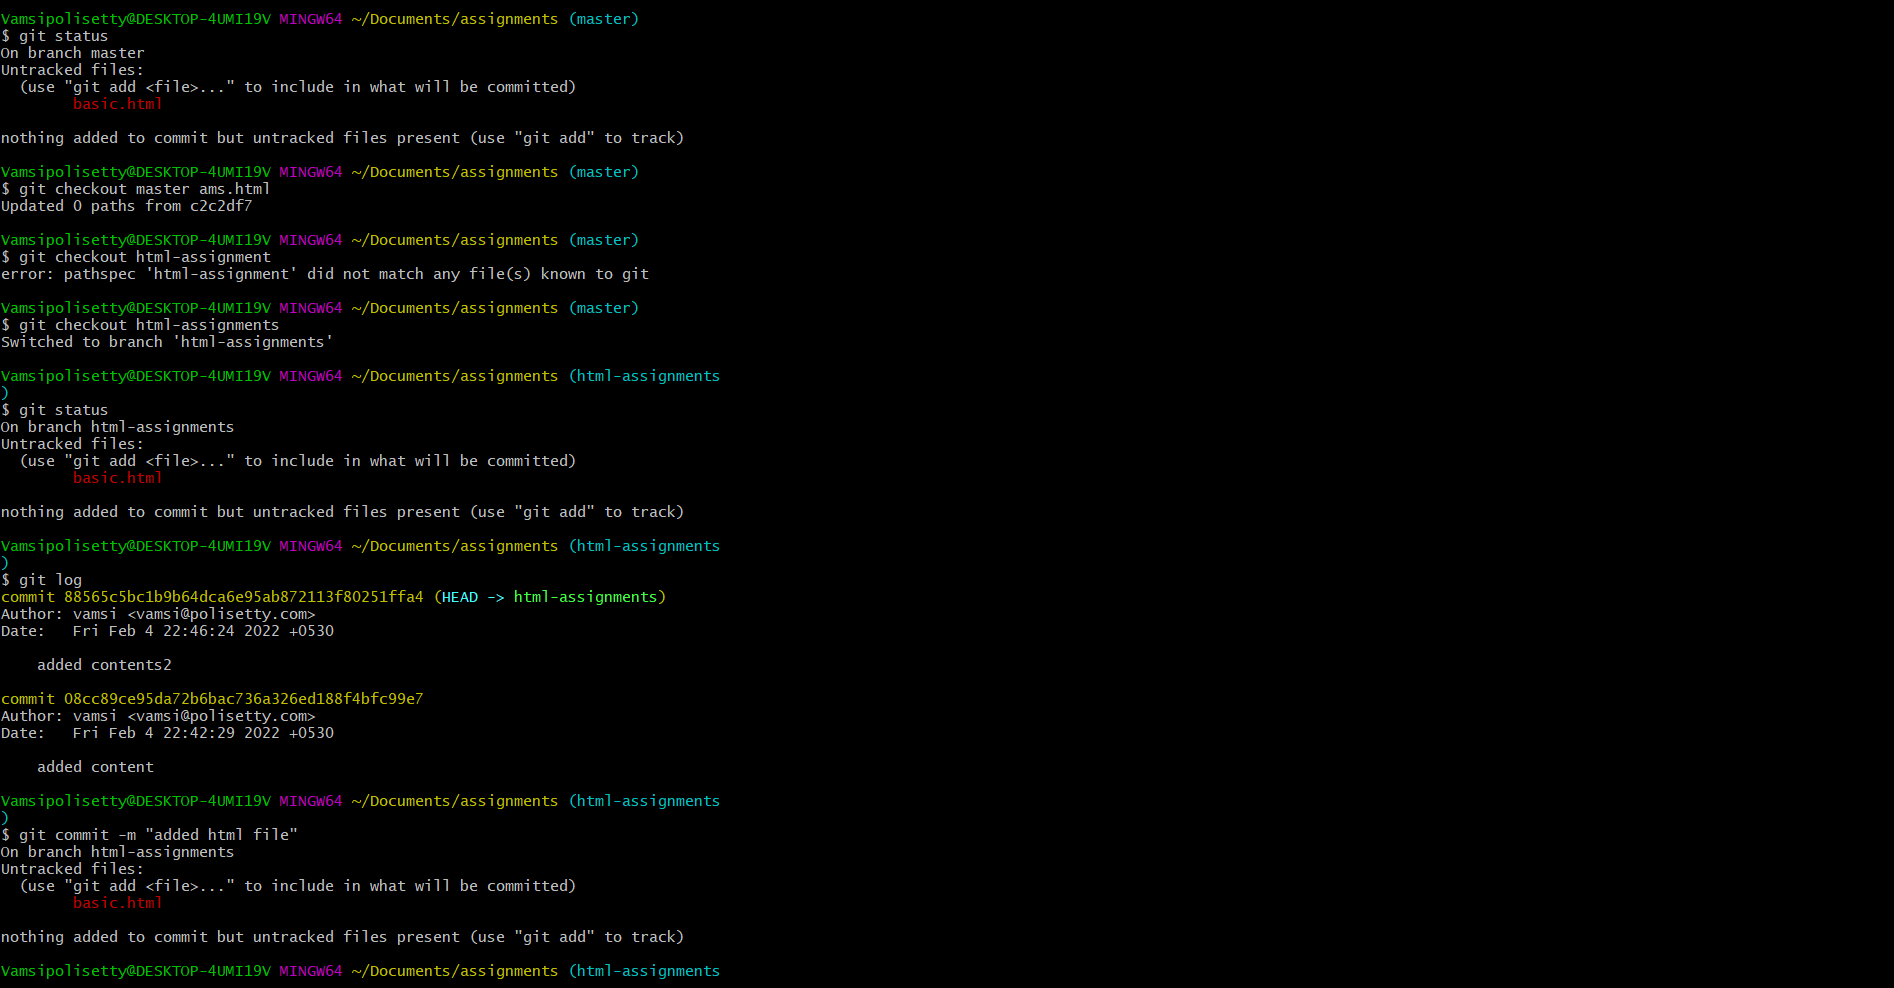 Vamsipolisetty@DESKTOP-4UMI19V MINGW64 ~/Documents/assignments (master)
$ git status
On branch master
Untracked files:
  (use "git add <file>..." to include in what will be committed)
        basic.html

nothing added to commit but untracked files present (use "git add" to track)

Vamsipolisetty@DESKTOP-4UMI19V MINGW64 ~/Documents/assignments (master)
$ git checkout master ams.html
Updated 0 paths from c2c2df7

Vamsipolisetty@DESKTOP-4UMI19V MINGW64 ~/Documents/assignments (master)
$ git checkout html-assignment
error: pathspec 'html-assignment' did not match any file(s) known to git

Vamsipolisetty@DESKTOP-4UMI19V MINGW64 ~/Documents/assignments (master)
$ git checkout html-assignments
Switched to branch 'html-assignments'

Vamsipolisetty@DESKTOP-4UMI19V MINGW64 ~/Documents/assignments (html-assignments
)
$ git status
On branch html-assignments
Untracked files:
  (use "git add <file>..." to include in what will be committed)
        basic.html

nothing added to commit but untracked files present (use "git add" to track)

Vamsipolisetty@DESKTOP-4UMI19V MINGW64 ~/Documents/assignments (html-assignments
)
$ git log
commit 88565c5bc1b9b64dca6e95ab872113f80251ffa4 (HEAD -> html-assignments)
Author: vamsi <vamsi@polisetty.com>
Date:   Fri Feb 4 22:46:24 2022 +0530

    added contents2

commit 08cc89ce95da72b6bac736a326ed188f4bfc99e7
Author: vamsi <vamsi@polisetty.com>
Date:   Fri Feb 4 22:42:29 2022 +0530

    added content

Vamsipolisetty@DESKTOP-4UMI19V MINGW64 ~/Documents/assignments (html-assignments
)
$ git commit -m "added html file"
On branch html-assignments
Untracked files:
  (use "git add <file>..." to include in what will be committed)
        basic.html

nothing added to commit but untracked files present (use "git add" to track)

Vamsipolisetty@DESKTOP-4UMI19V MINGW64 ~/Documents/assignments (html-assignments